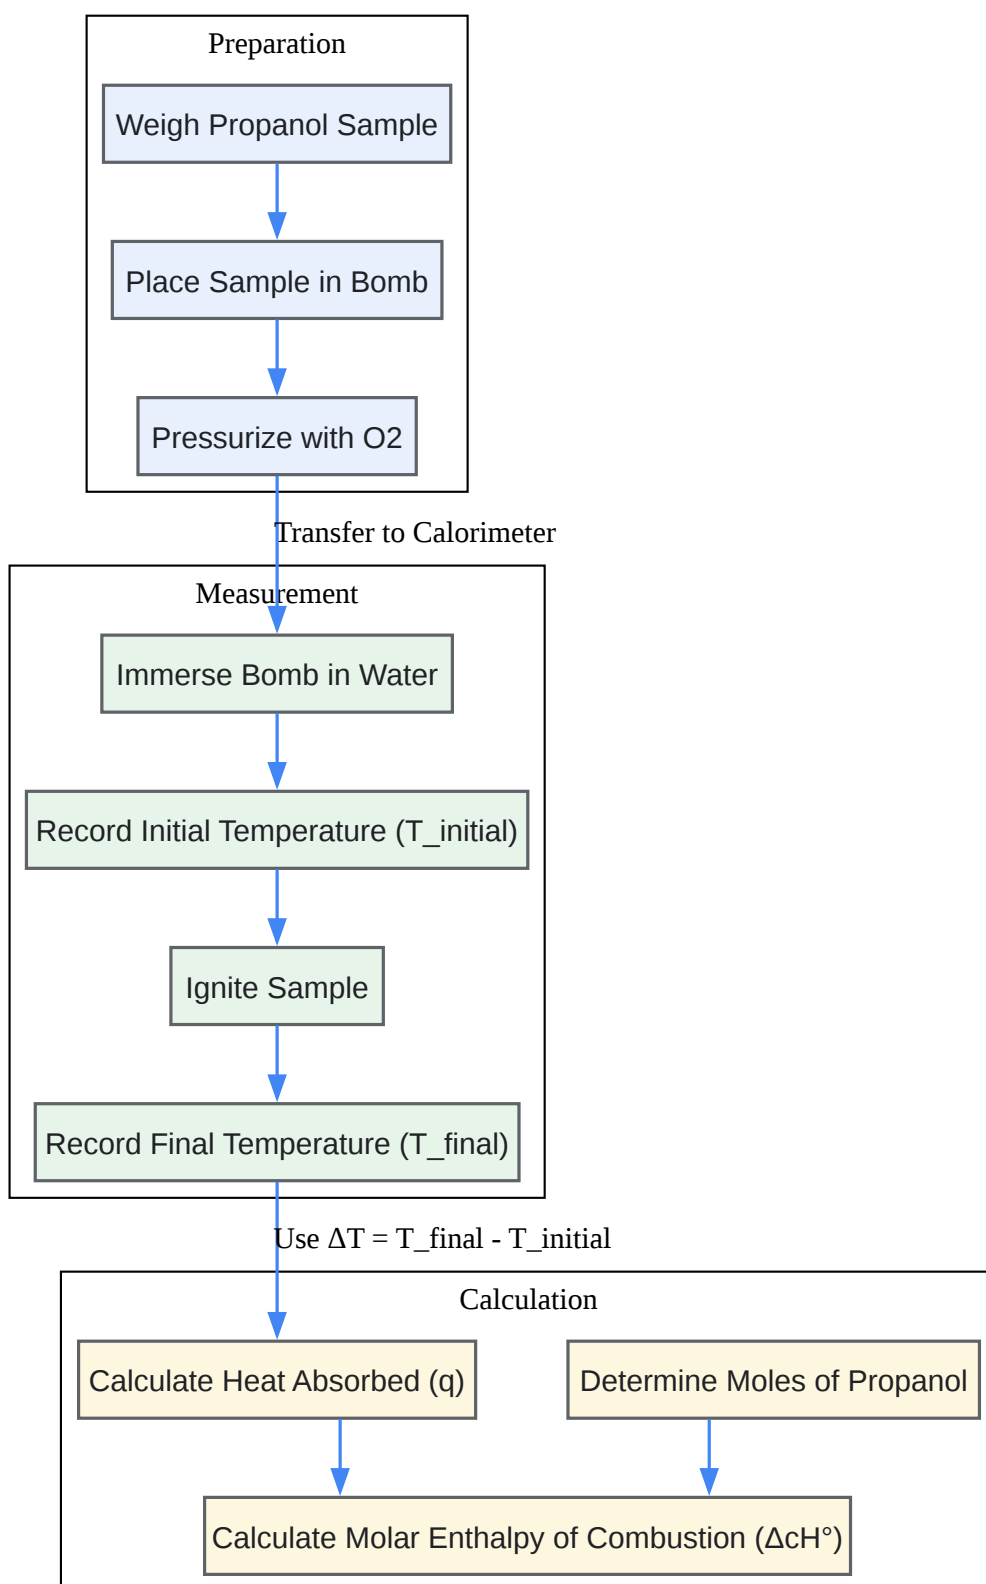 Preparation
Weigh Propanol Sample
Place Sample in Bomb
Pressurize with O2
Transfer to Calorimeter
Measurement
Immerse Bomb in Water
Record Initial Temperature (T_initial)
Ignite Sample
Record Final Temperature (T_final)
Use ΔT = T_final - T_initial
Calculation
Calculate Heat Absorbed (q)
Determine Moles of Propanol
Calculate Molar Enthalpy of Combustion (ΔcH°)